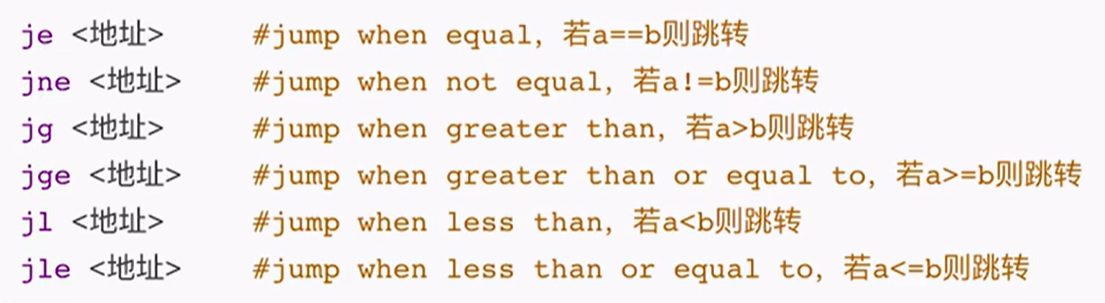 je <地址> #jump when equal, 若a==b则跳转
jne <地址> #jump when not equal, 若a!=b则跳转
jg <地址> #jump when greater than, 若a>b则跳转
jge <地址> #jump when greater than or equal to, 若a>=b则跳转
jl <地址> #jump when less than, 若a<b则跳转
jle <地址> #jump when less than or equal to, 若a<=b则跳转